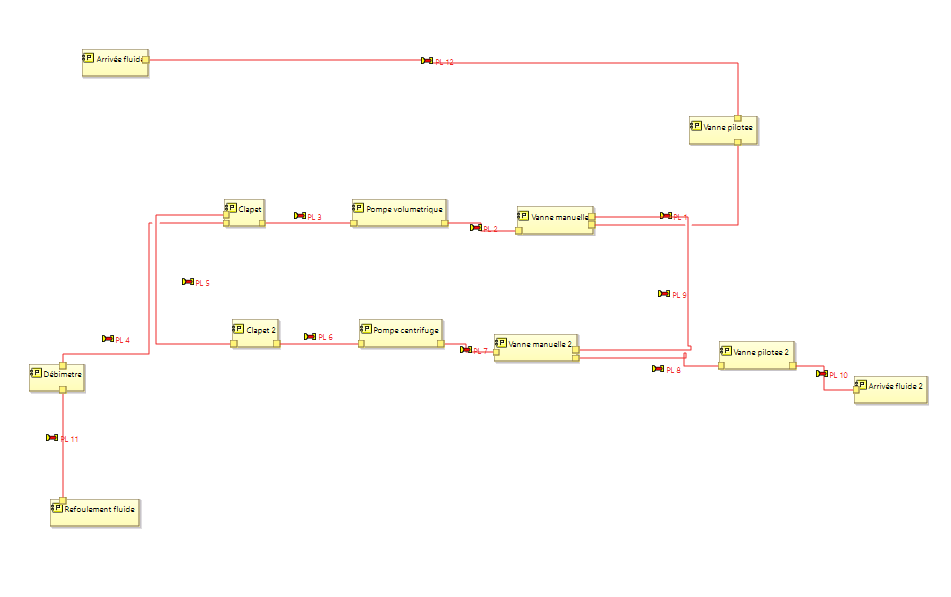 Arrivée fluide
PL 12
Vanne pilotee
Clapet
PL 3
Pompe volumetrique
PL 2
Vanne manuelle
PL 1
PL 5
PL 9
Clapet 2
PL 6
Pompe centrifuge
PL 7
Vanne manuelle 2
PL 8
Vanne pilotee 2
PL 10
Arrivée fluide 2
PL 4
Débimetre
PL 11
Refoulement fluide